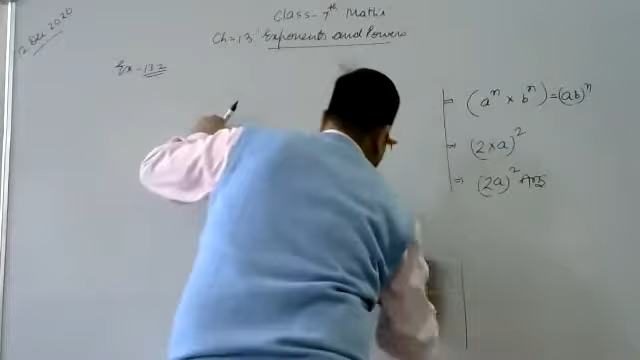 12 Dec 2020
Class - 7th Maths
Ch = 13 Exponents and Powers
Ex - 13.2
= (aⁿ × bⁿ) = (ab)ⁿ
⇒ (2×a)²
⇒ (2a)²